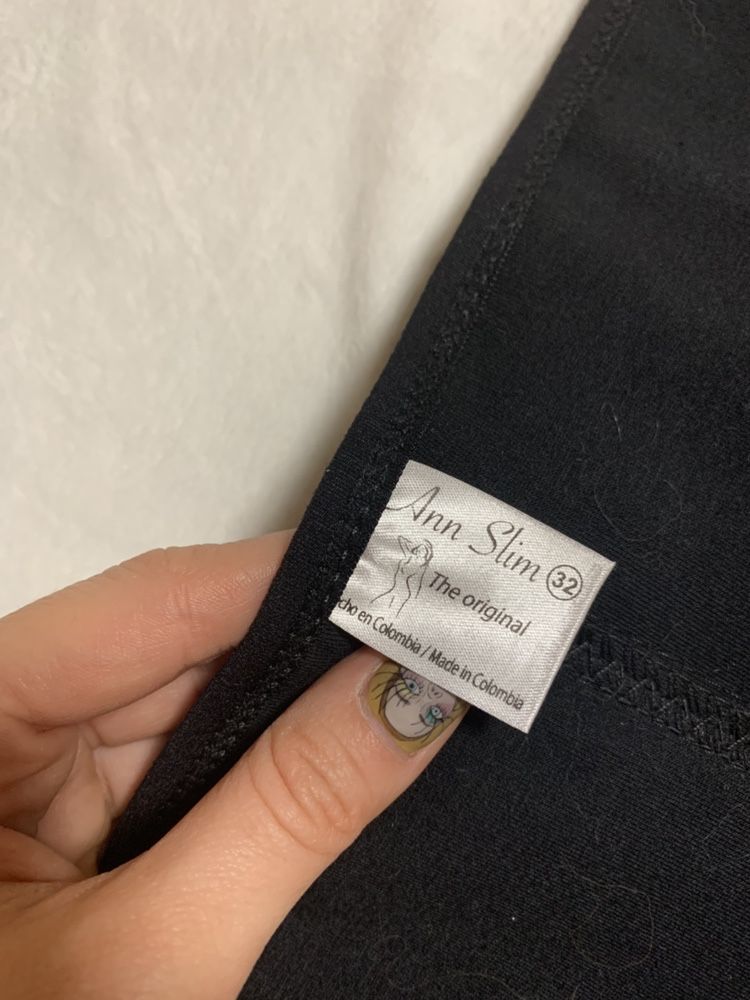 Ann Slim 32
The original
cho en Colombia / Made in Colombia